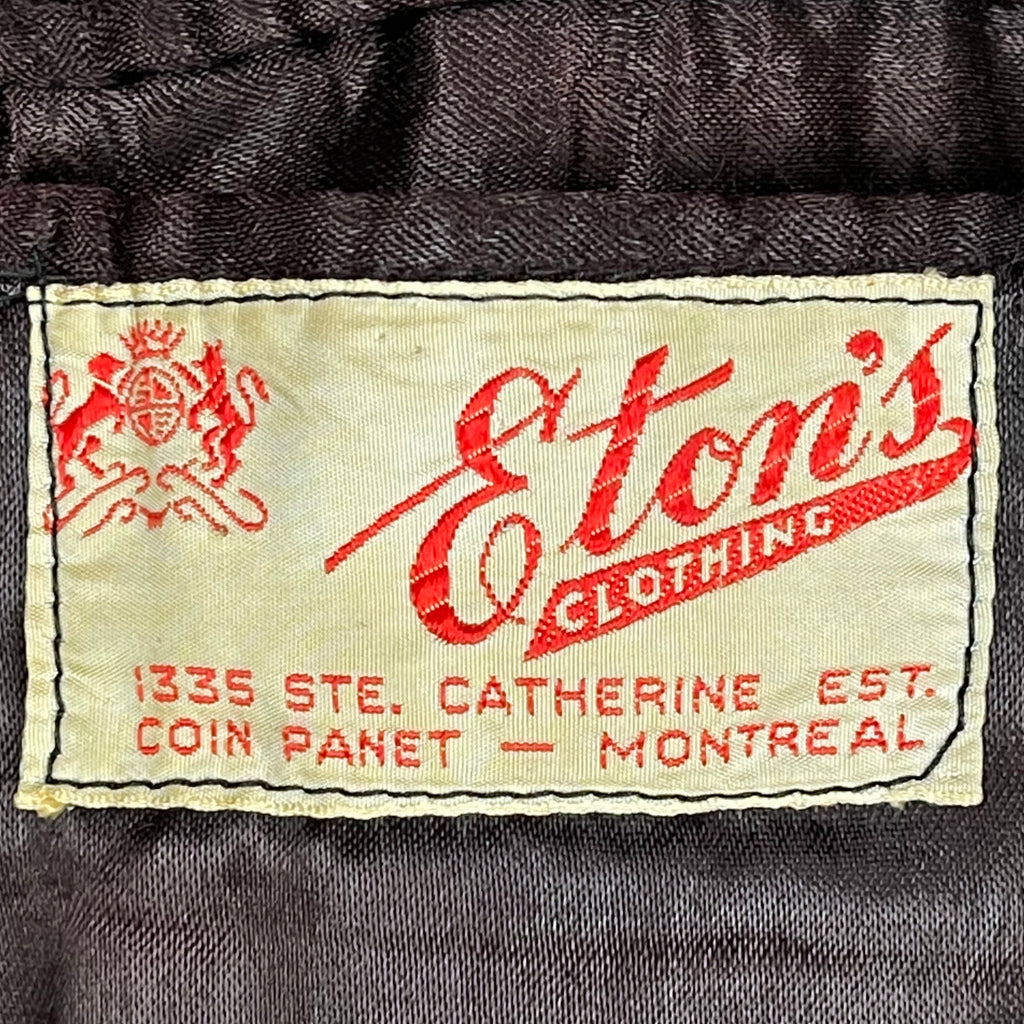 Eton's
CLOTHING
1335 STE. CATHERINE EST.
COIN PANET — MONTREAL